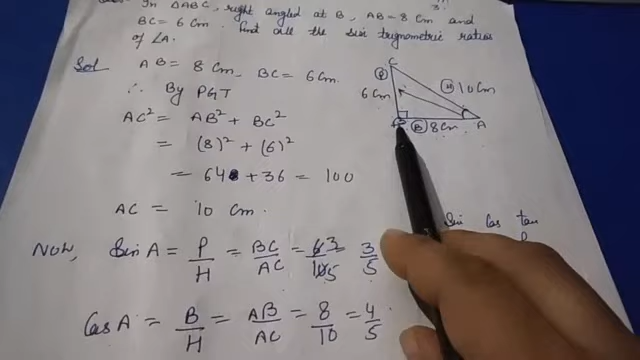 In ΔABC, right angled at B, AB = 8 Cm and
BC = 6 Cm. find all the six trignometric ratios
of ∠A.
Sol AB = 8 Cm, BC = 6 Cm.
∴ By PGT
AC² = AB² + BC²
= (8)² + (6)²
= 64 + 36 = 100
AC = 10 Cm.
Now, Sin A = P/H = BC/AC = 6/10 = 3/5
Cos A = B/H = AB/AC = 8/10 = 4/5
C
P
H 10 Cm
6 Cm
B 8 Cm A
Sin Cos tan